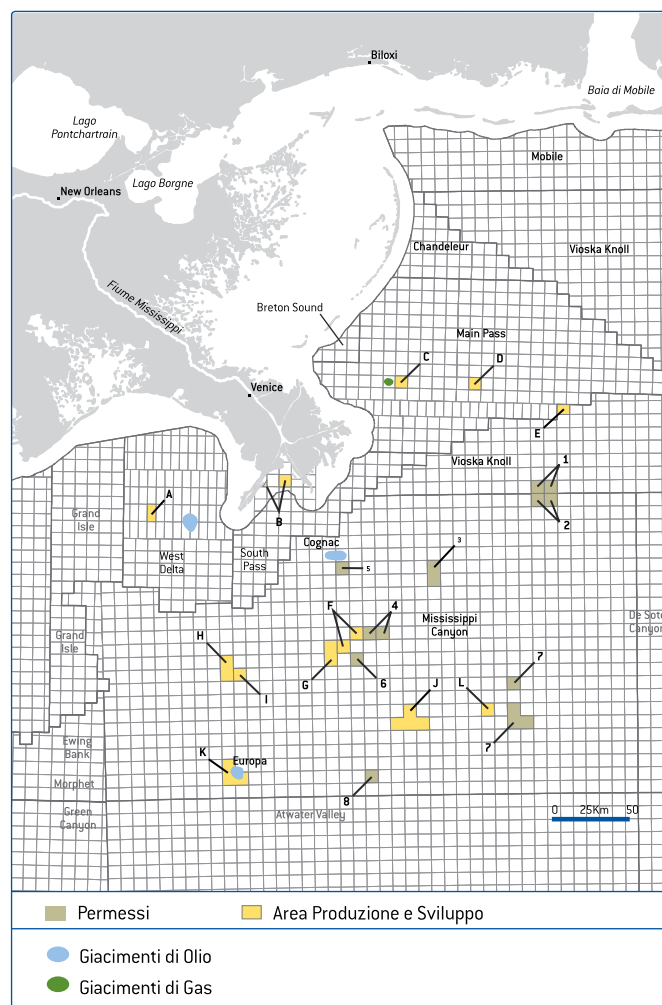 Biloxi
Baia di Mobile
Lago
Pontchartrain
Mobile
Lago Borgne
New Orleans
Chandeleur
Vioska Knoll
Fiume Mississippi
Breton Sound
Main Pass
C
D
Venice
E
Vioska Knoll
1
A
B
2
Grand
Isle
Cognac
3
West
Delta
South
Pass
5
F
4
Mississippi
Canyon
De Soto
Canyon
H
Grand
Isle
G
6
7
I
J
L
Ewing
Bank
K
Europa
7
Morphet
8
Green
Canyon
Atwater Valley
0 25Km 50
Permessi
Area Produzione e Sviluppo
Giacimenti di Olio
Giacimenti di Gas